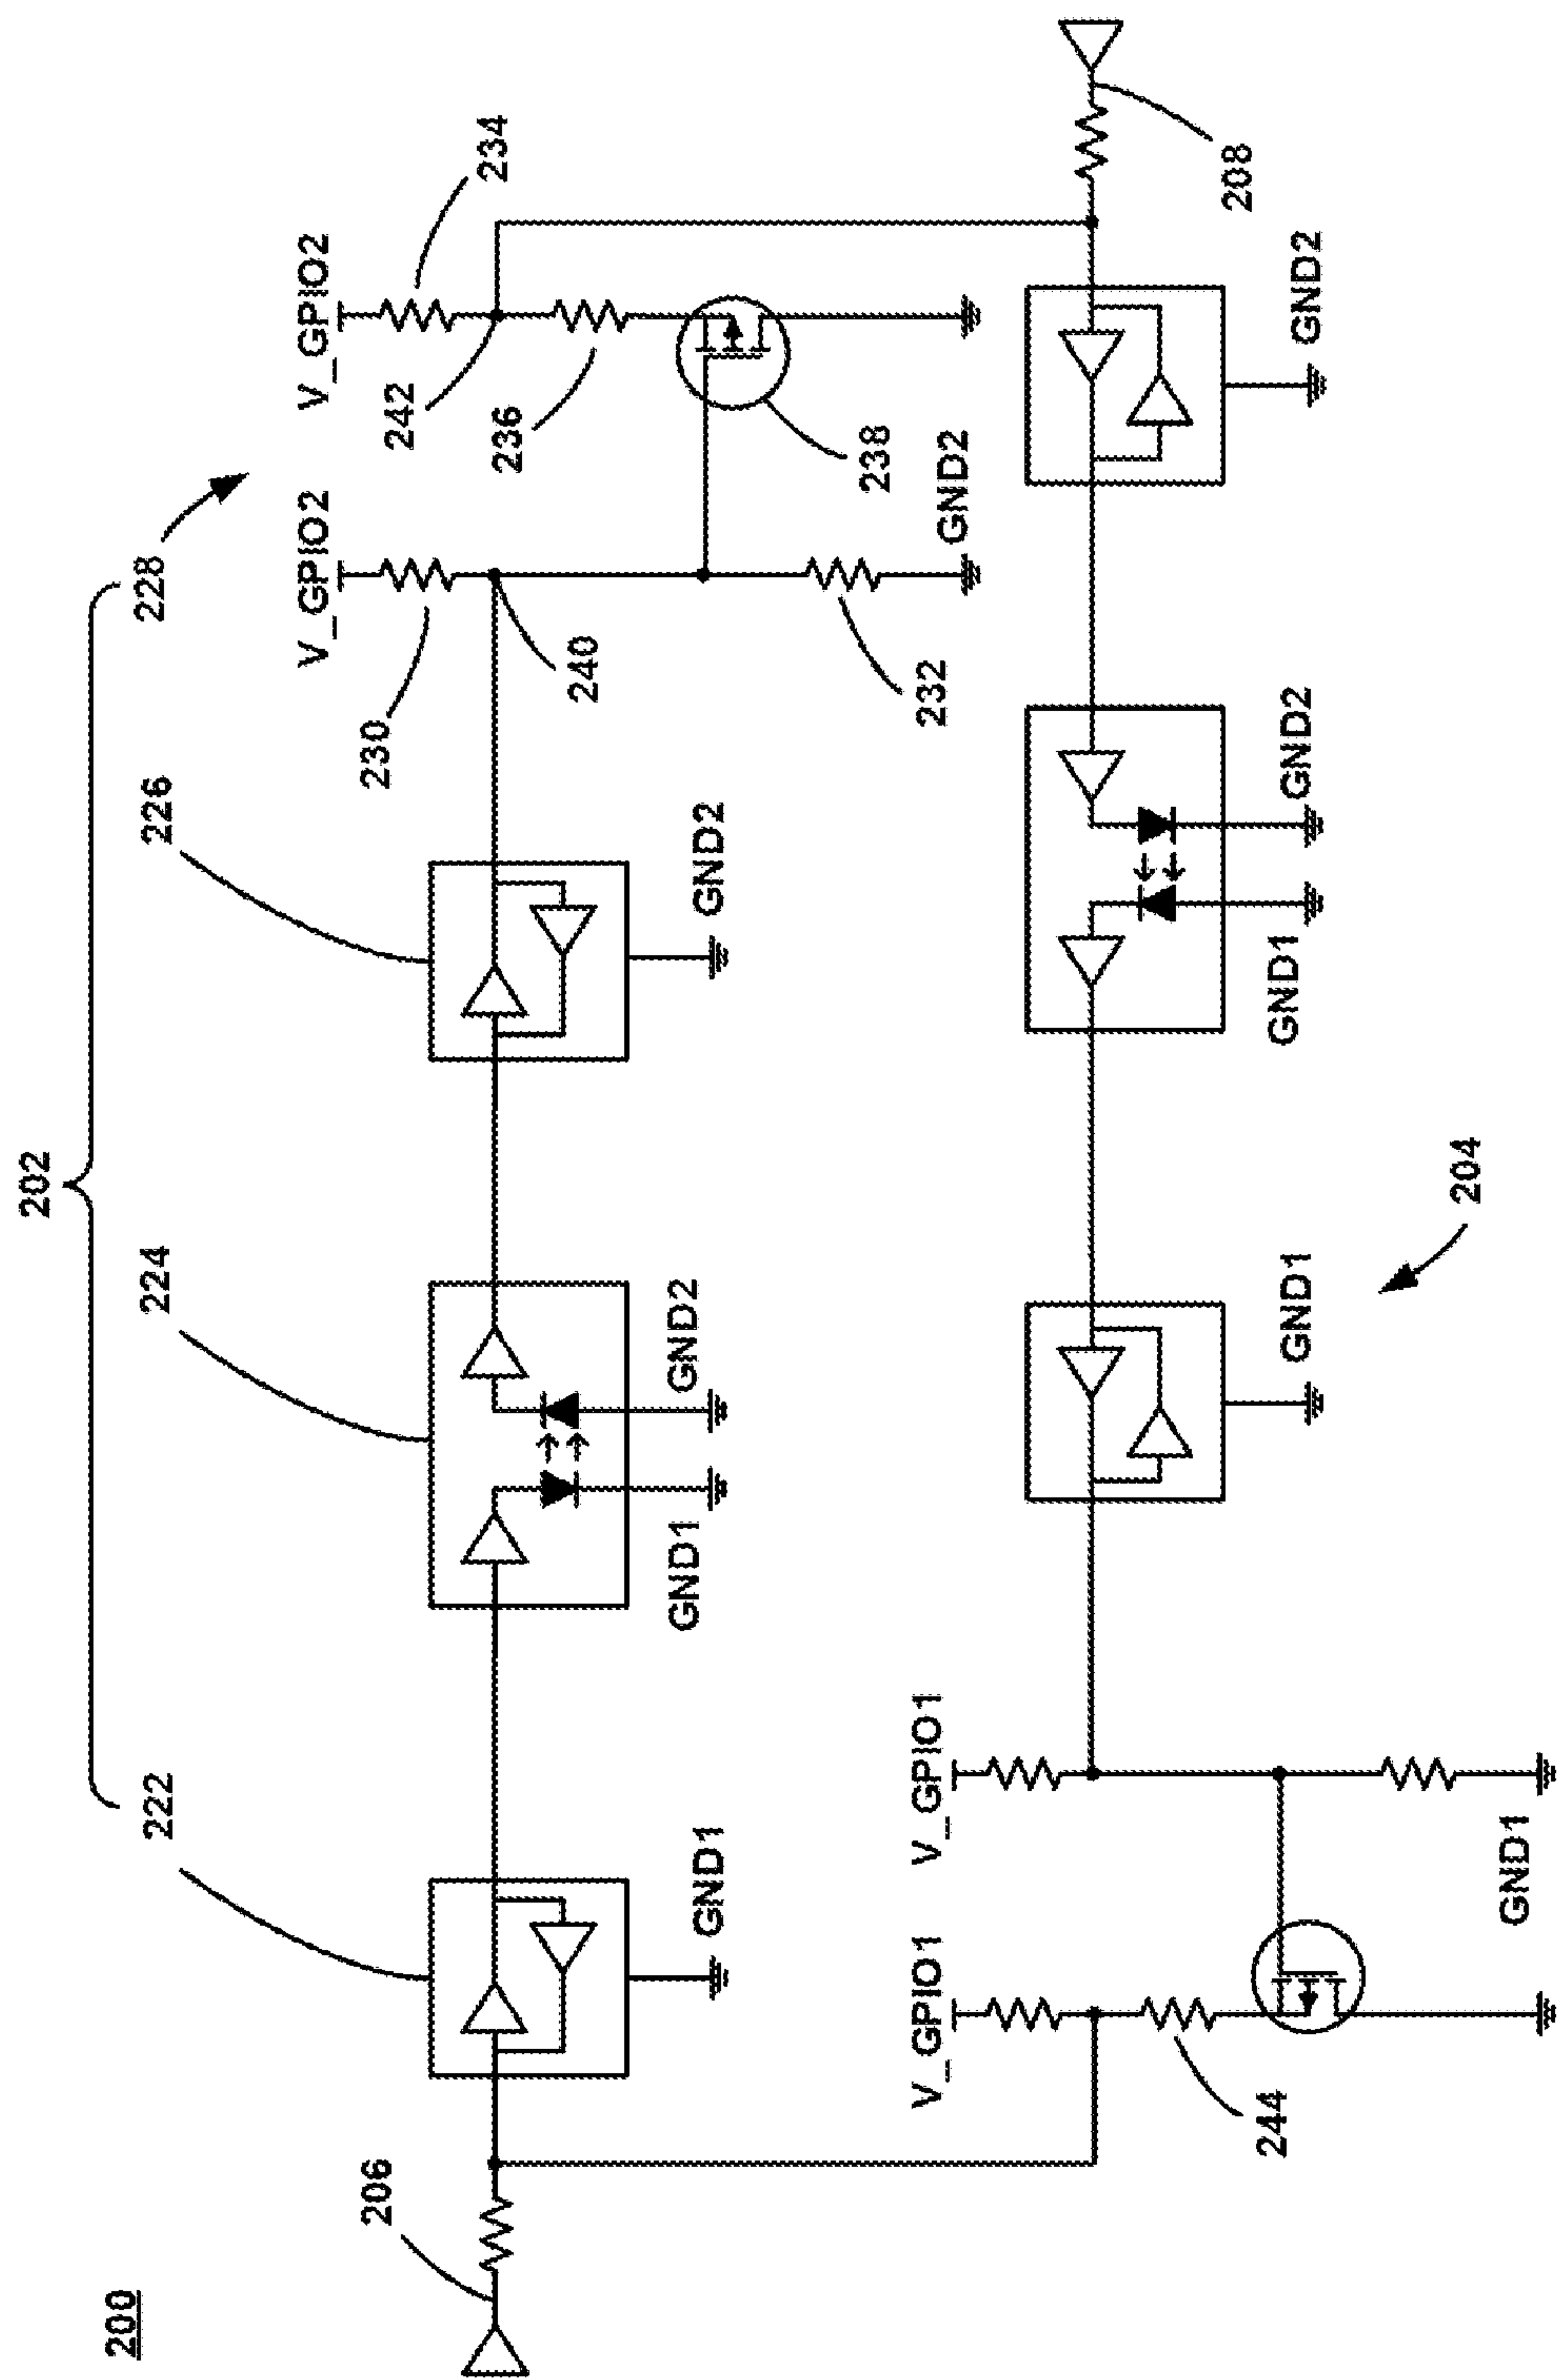 200
202
222
224
226
228
V_GPIO2
V_GPIO2
234
230
242
240
236
238
232
GND2
206
GND1
GND1
GND2
GND2
208
V_GPIO1
V_GPIO1
244
GND1
GND1
GND1
GND2
GND2
204